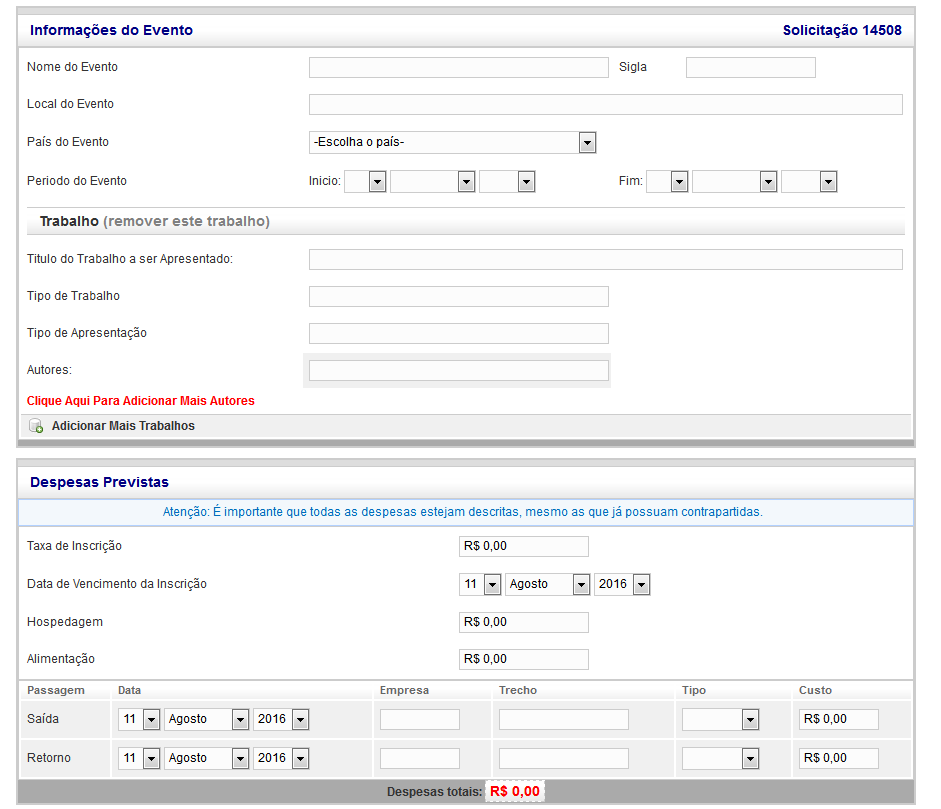 Informações do Evento Solicitação 14508
Nome do Evento Sigla
Local do Evento
País do Evento -Escolha o país-
Periodo do Evento Inicio: Fim:
Trabalho (remover este trabalho)
Titulo do Trabalho a ser Apresentado:
Tipo de Trabalho
Tipo de Apresentação
Autores:
Clique Aqui Para Adicionar Mais Autores
Adicionar Mais Trabalhos
Despesas Previstas
Atenção: É importante que todas as despesas estejam descritas, mesmo as que já possuam contrapartidas.
Taxa de Inscrição R$ 0,00
Data de Vencimento da Inscrição 11 Agosto 2016
Hospedagem R$ 0,00
Alimentação R$ 0,00
Passagem Data Empresa Trecho Tipo Custo
Saída 11 Agosto 2016 R$ 0,00
Retorno 11 Agosto 2016 R$ 0,00
Despesas totais: R$ 0,00